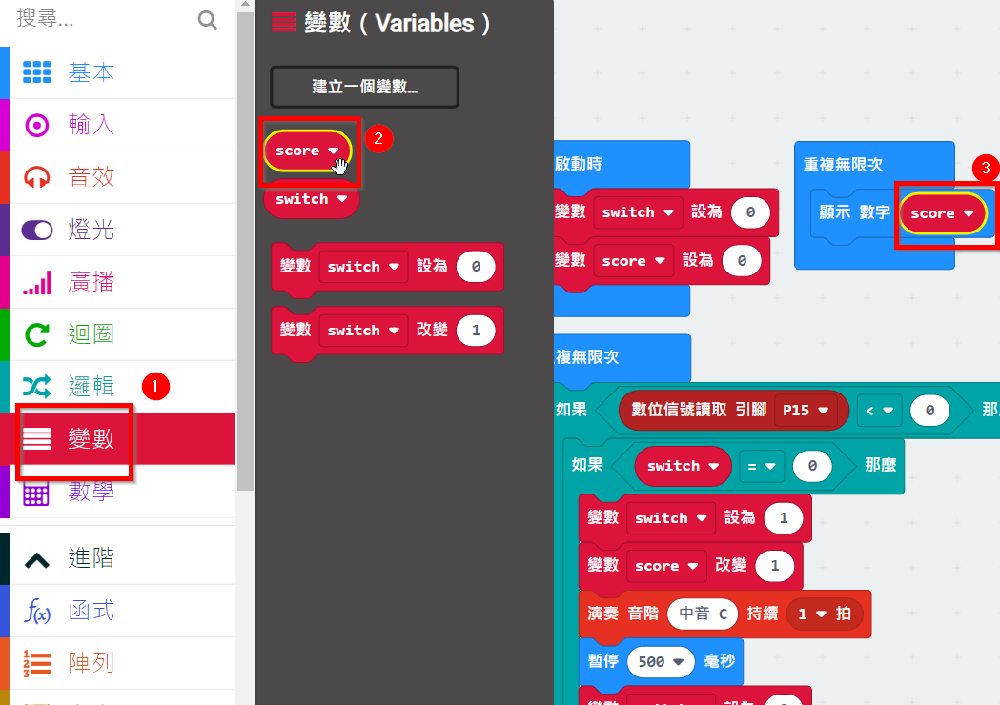 搜尋...
基本
輸入
音效
燈光
廣播
迴圈
邏輯
1
變數
數學
進階
f(x) 函式
陣列
變數 ( Variables )
建立一個變數...
score
2
switch
變數 switch 設為 0
變數 switch 改變 1
啟動時
變數 switch 設為 0
變數 score 設為 0
重複無限次
3
顯示 數字 score
複無限次
如果 數位信號讀取 引腳 P15 < 0
如果 switch = 0 那麼
變數 switch 設為 1
變數 score 改變 1
演奏 音階 中音 C 持續 1 拍
暫停 500 毫秒